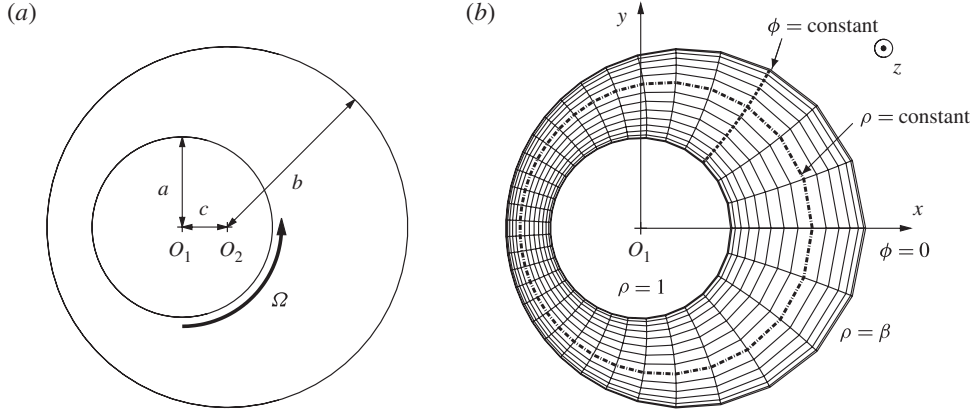 (a)
a
c
b
O₁
O₂
Ω
(b)
y
ϕ = constant
z
ρ = constant
x
O₁
ϕ = 0
ρ = 1
ρ = β